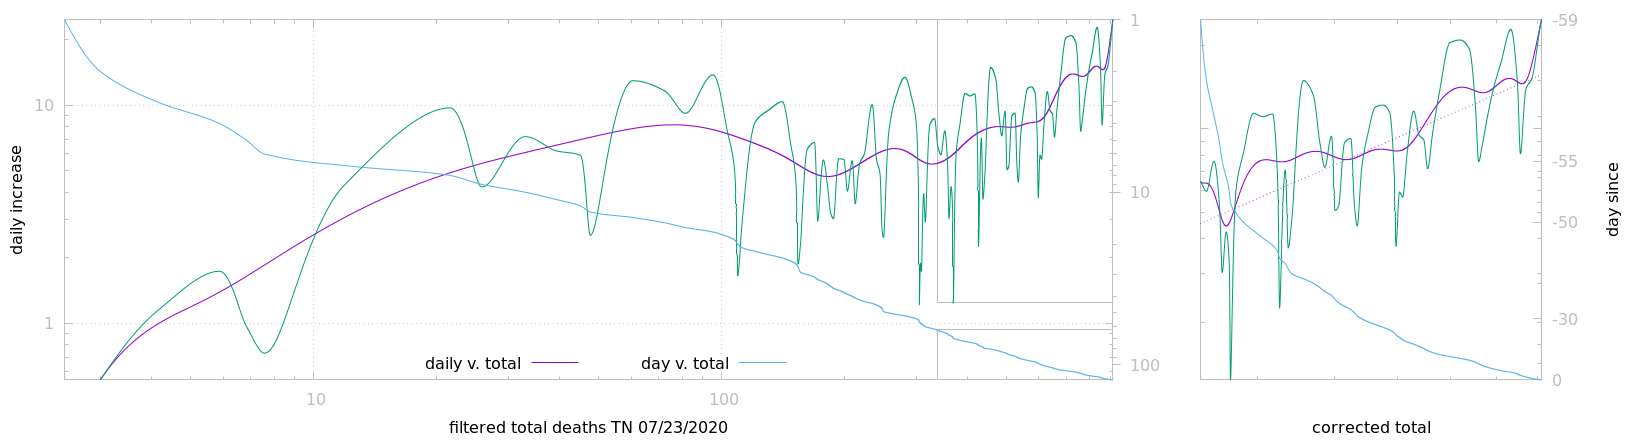 daily increase
10
1
daily v. total
day v. total
1
10
100
10
100
filtered total deaths TN 07/23/2020
-59
-55
-50
-30
0
day since
corrected total